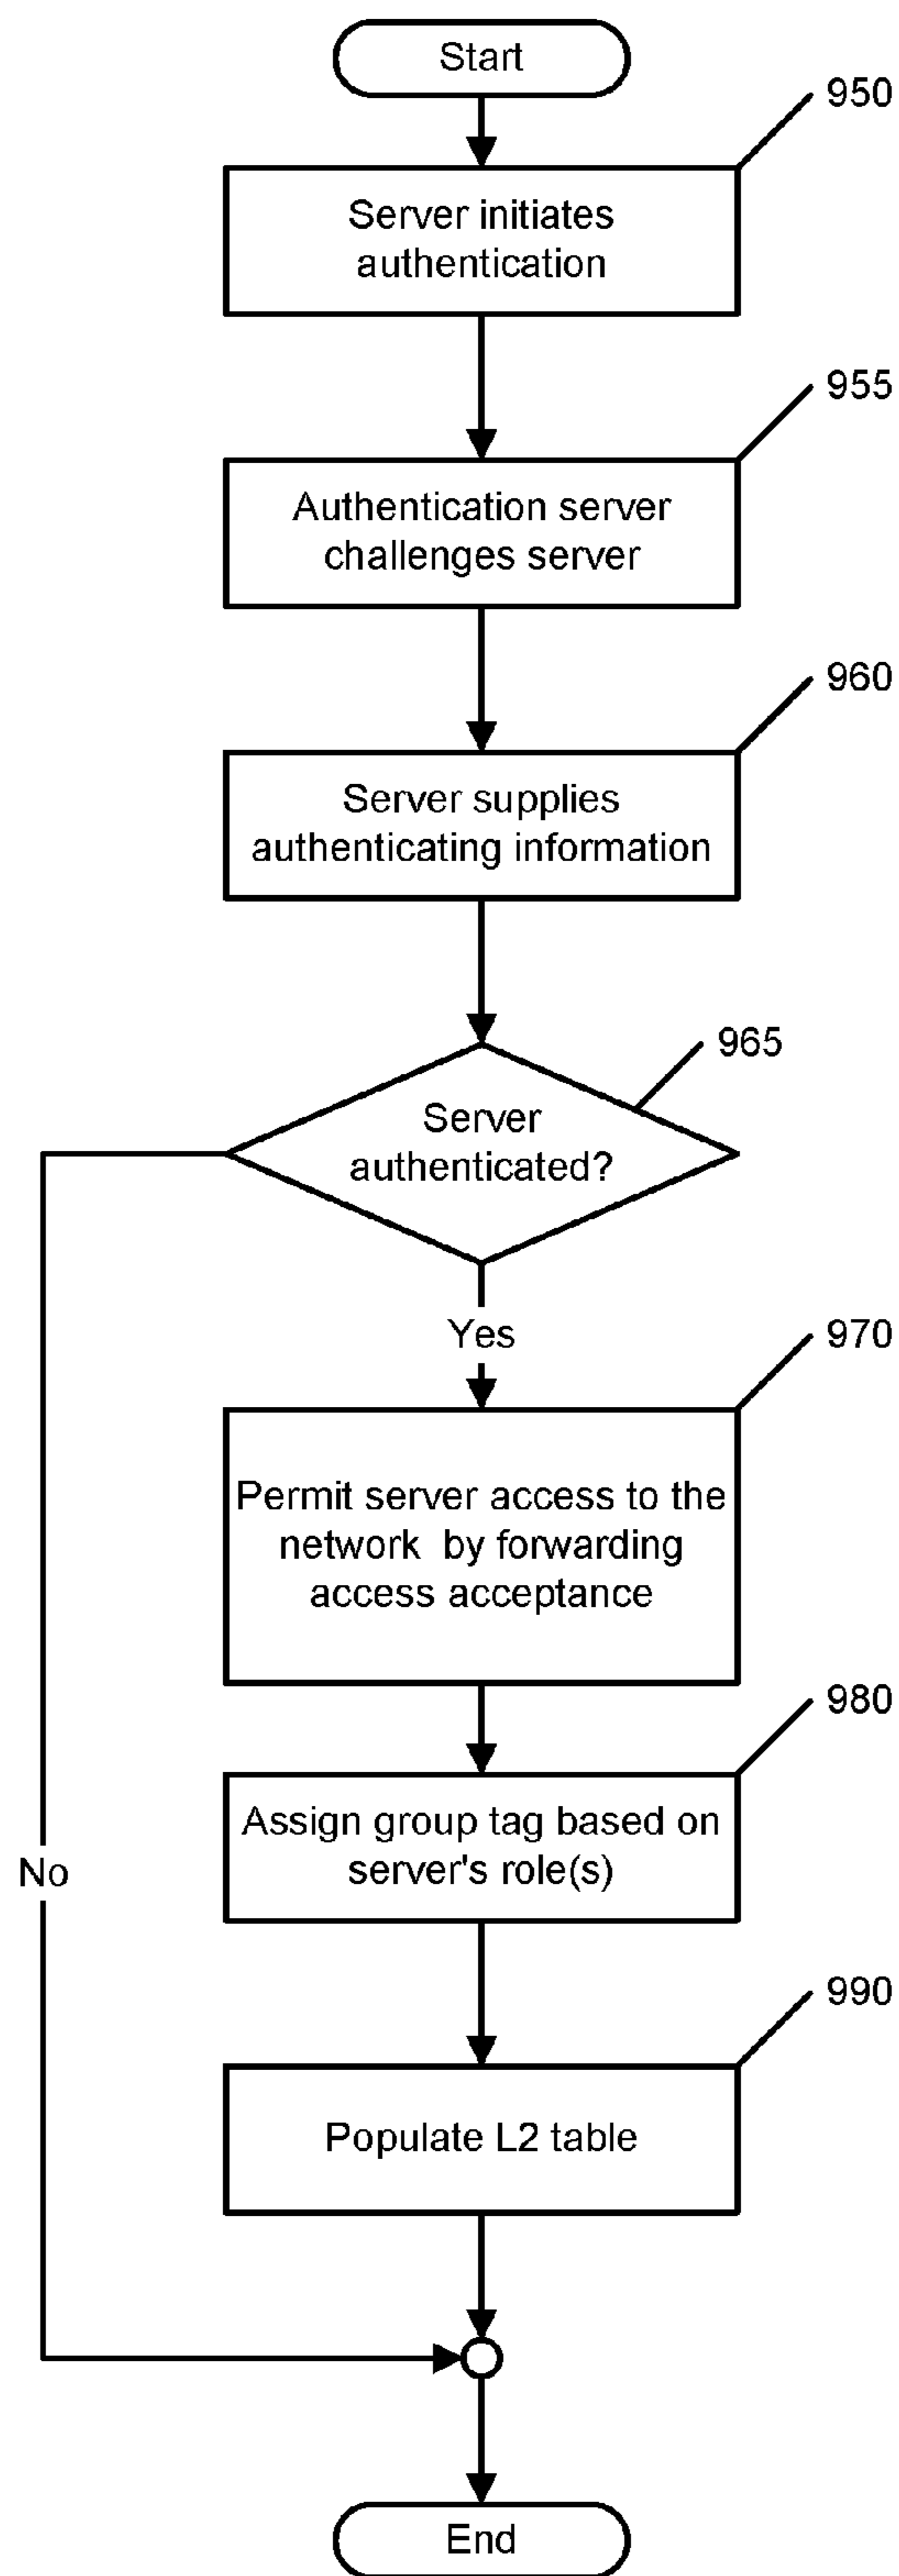 Start
950
Server initiates
authentication
955
Authentication server
challenges server
960
Server supplies
authenticating information
965
Server
authenticated?
Yes
970
Permit server access to the
network by forwarding
access acceptance
980
Assign group tag based on
server's role(s)
No
990
Populate L2 table
End